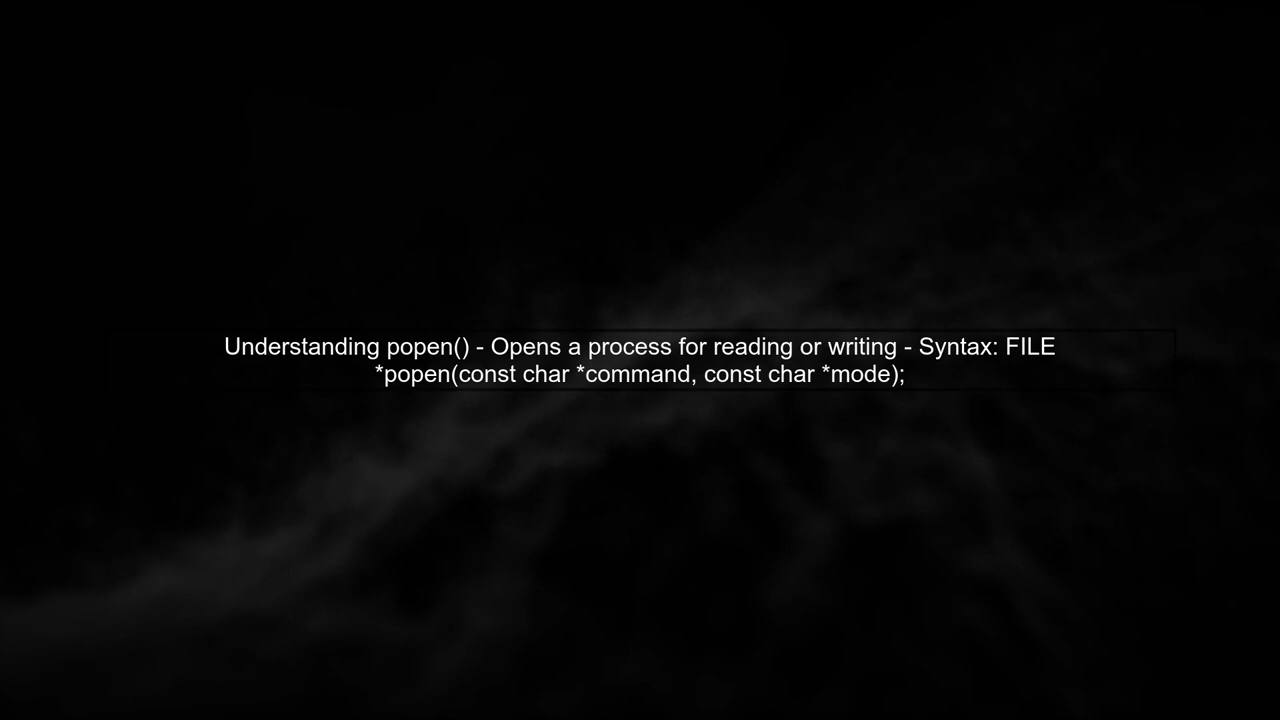 Understanding popen() - Opens a process for reading or writing - Syntax: FILE
*popen(const char *command, const char *mode);